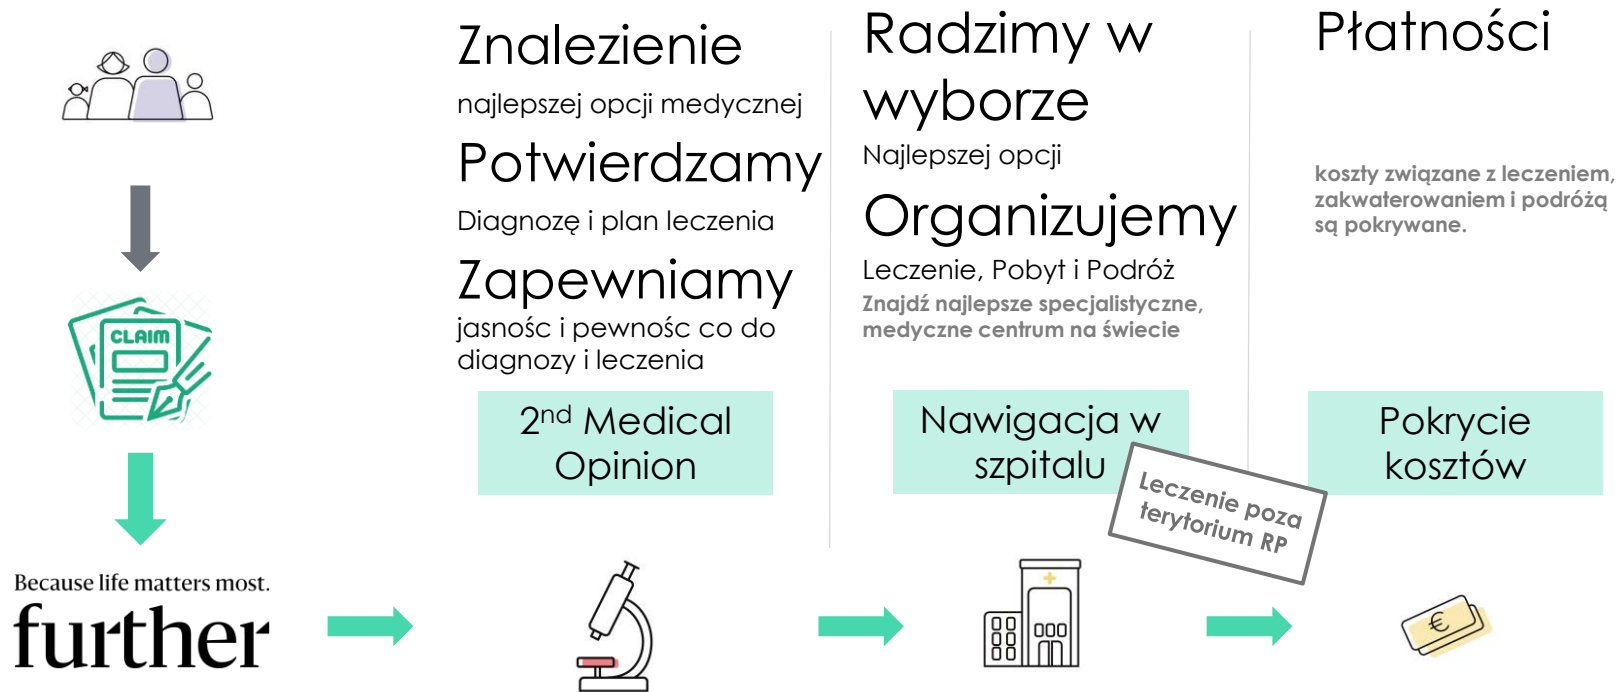 Znalezienie
najlepszej opcji medycznej
Potwierdzamy
Diagnozę i plan leczenia
Zapewniamy
jasnośc i pewnośc co do
diagnozy i leczenia
2nd Medical
Opinion
Radzimy w
wyborze
Najlepszej opcji
Organizujemy
Leczenie, Pobyt i Podróż
Znajdź najlepsze specjalistyczne,
medyczne centrum na świecie
Nawigacja w
szpitalu
Leczenie poza
terytorium RP
Płatności
koszty związane z leczeniem,
zakwaterowaniem i podróżą
są pokrywane.
Pokrycie
kosztów
CLAIM
Because life matters most.
further
€